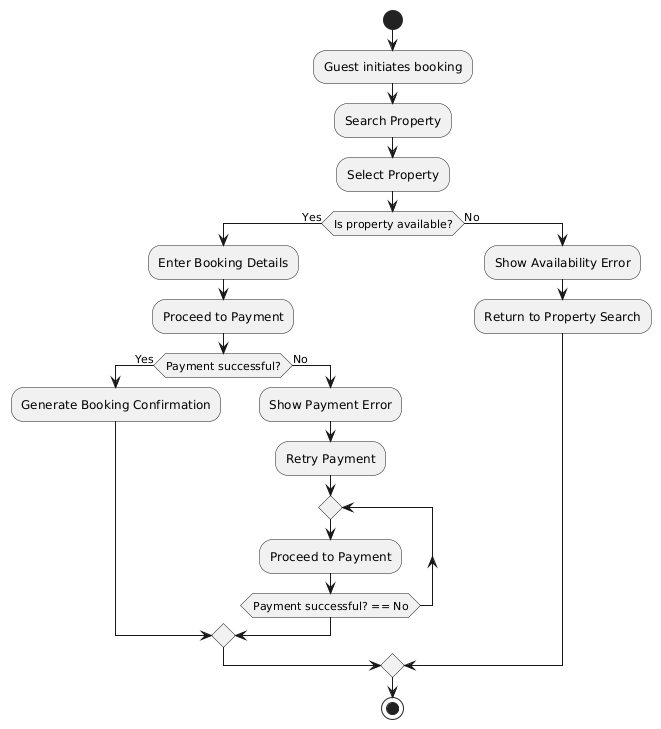 Guest initiates booking
Search Property
Select Property
Yes
Is property available?
No
Enter Booking Details
Show Availability Error
Proceed to Payment
Return to Property Search
Yes
Payment successful?
No
Generate Booking Confirmation
Show Payment Error
Retry Payment
Proceed to Payment
Payment successful? == No